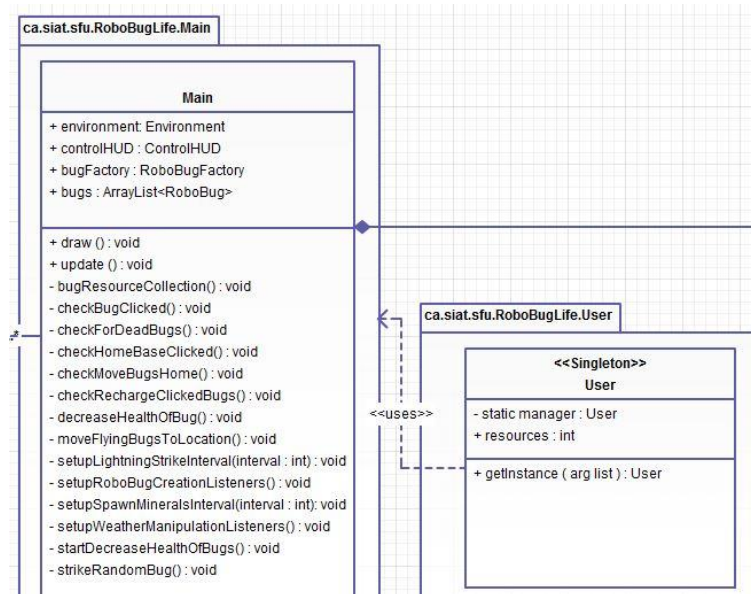 ca.siat.sfu.RoboBugLife.Main
Main
+ environment: Environment
+ controlHUD : ControlHUD
+ bugFactory : RoboBugFactory
+ bugs : ArrayList<RoboBug>
+ draw () : void
+ update () : void
- bugResourceCollection() : void
- checkBugClicked() : void
- checkForDeadBugs() : void
- checkHomeBaseClicked() : void
- checkMoveBugsHome() : void
- checkRechargeClickedBugs() : void
- decreaseHealthOfBug() : void
- moveFlyingBugsToLocation() : void
- setupLightningStrikeInterval(interval : int) : void
- setupRoboBugCreationListeners() : void
- setupSpawnMineralsInterval(interval : int): void
- setupWeatherManipulationListeners() : void
- startDecreaseHealthOfBugs() : void
- strikeRandomBug() : void
<<uses>>
ca.siat.sfu.RoboBugLife.User
<<Singleton>>
User
- static manager : User
+ resources : int
+ getInstance ( arg list ) : User